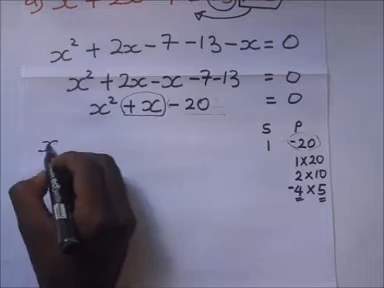 x² + 2x - 7 - 13 - x = 0
x² + 2x - x - 7 - 13 = 0
x² + x - 20 = 0
S P
1 -20
1 x 20
2 x 10
-4 x 5
x